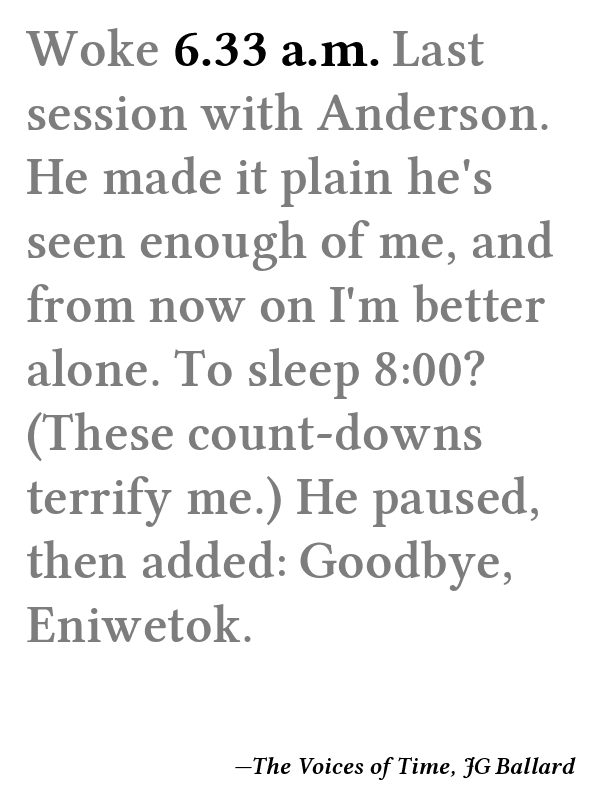 Woke 6.33 a.m. Last
session with Anderson.
He made it plain he's
seen enough of me, and
from now on I'm better
alone. To sleep 8:00?
(These count-downs
terrify me.) He paused,
then added: Goodbye,
Eniwetok.
—The Voices of Time, JG Ballard